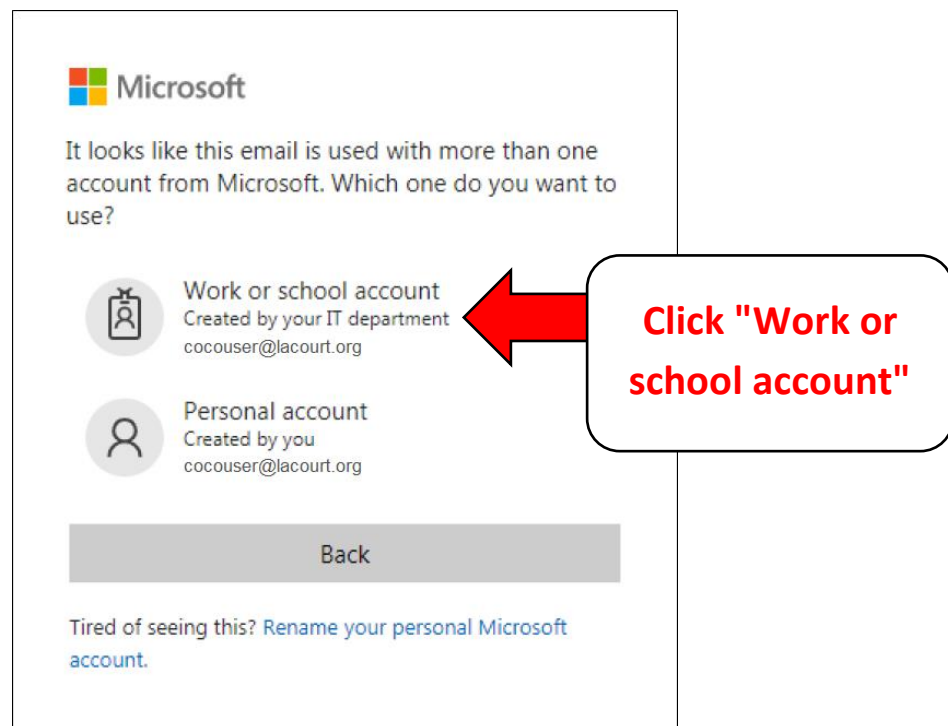 Microsoft
It looks like this email is used with more than one
account from Microsoft. Which one do you want to
use?
Work or school account
Created by your IT department
cocouser@lacourt.org
Click "Work or
school account"
Personal account
Created by you
cocouser@lacourt.org
Back
Tired of seeing this? Rename your personal Microsoft
account.